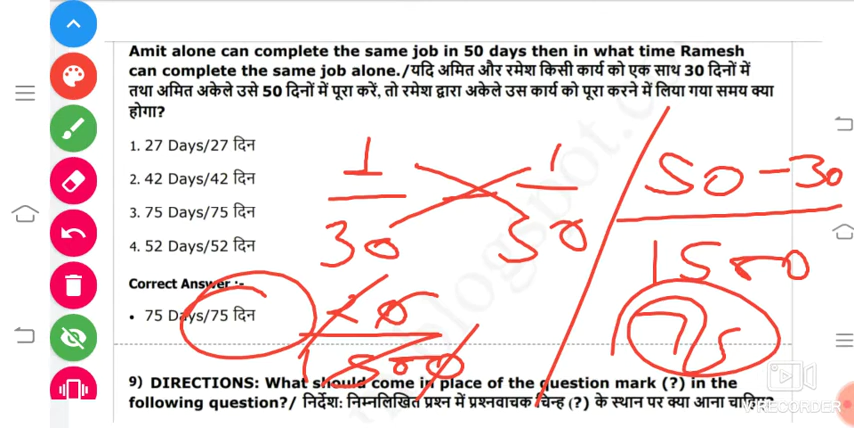 Amit alone can complete the same job in 50 days then in what time Ramesh
can complete the same job alone./यदि अमित और रमेश किसी कार्य को एक साथ 30 दिनों में
तथा अमित अकेले उसे 50 दिनों में पूरा करें, तो रमेश द्वारा अकेले उस कार्य को पूरा करने में लिया गया समय क्या
होगा?
1. 27 Days/27 दिन
2. 42 Days/42 दिन
3. 75 Days/75 दिन
4. 52 Days/52 दिन
1 1
30 50
50-30
1500
Correct Answer :-
• 75 Days/75 दिन
75
9) DIRECTIONS: What should come in place of the question mark (?) in the
following question?/ निर्देश: निम्नलिखित प्रश्न में प्रश्नवाचक चिन्ह (?) के स्थान पर क्या आना चाहिए?